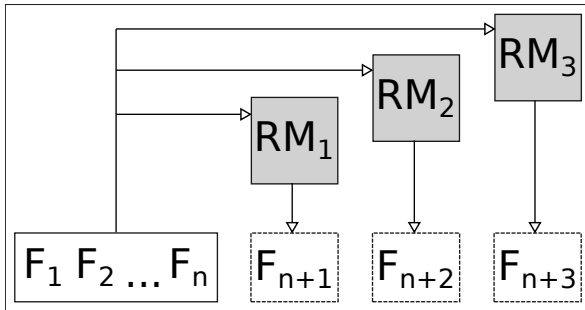 RM₃
RM₂
RM₁
F₁ F₂ ... Fₙ
Fₙ₊₁
Fₙ₊₂
Fₙ₊₃